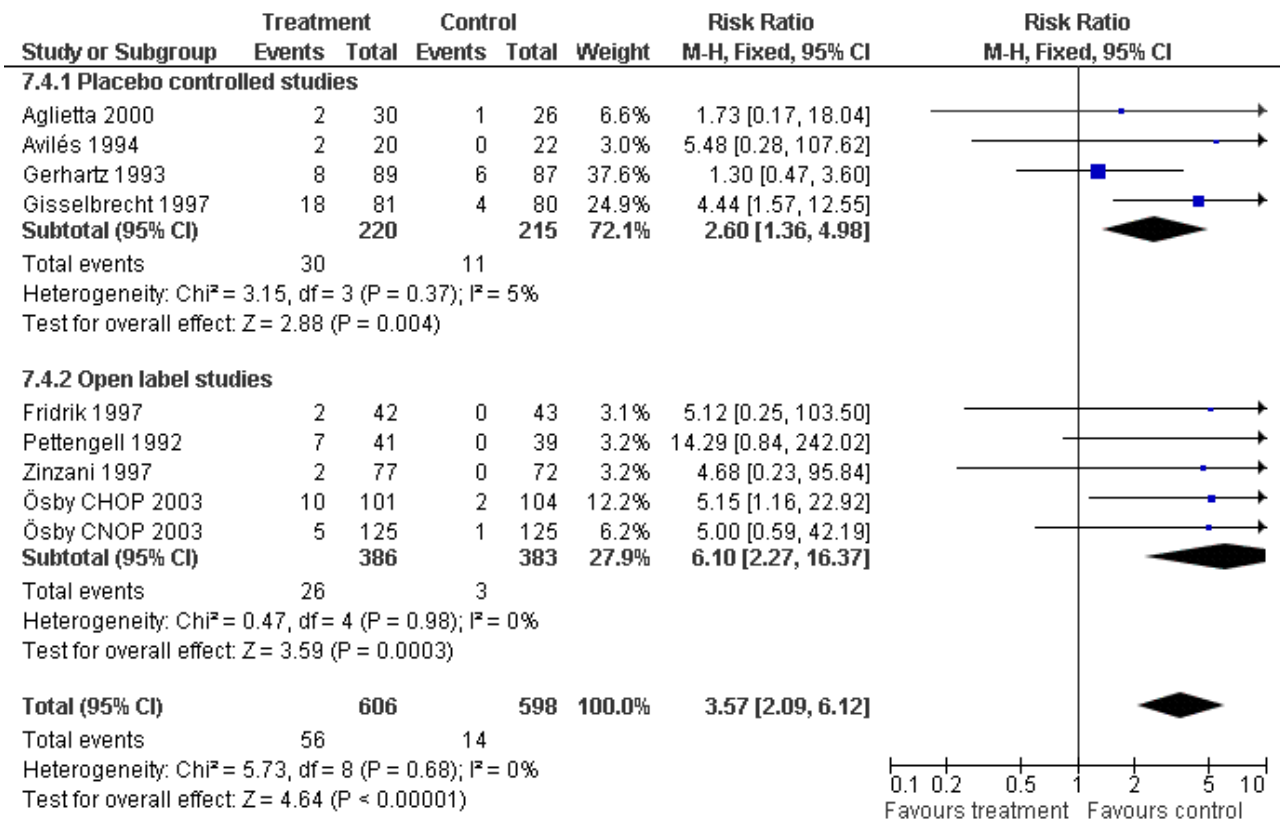 Treatment Control Risk Ratio Risk Ratio
Study or Subgroup Events Total Events Total Weight M-H, Fixed, 95% CI M-H, Fixed, 95% CI
7.4.1 Placebo controlled studies
Aglietta 2000 2 30 1 26 6.6% 1.73 [0.17, 18.04]
Avilés 1994 2 20 0 22 3.0% 5.48 [0.28, 107.62]
Gerhartz 1993 8 89 6 87 37.6% 1.30 [0.47, 3.60]
Gisselbrecht 1997 18 81 4 80 24.9% 4.44 [1.57, 12.55]
Subtotal (95% CI) 220 215 72.1% 2.60 [1.36, 4.98]
Total events 30 11
Heterogeneity: Chi² = 3.15, df = 3 (P = 0.37); I² = 5%
Test for overall effect: Z = 2.88 (P = 0.004)
7.4.2 Open label studies
Fridrik 1997 2 42 0 43 3.1% 5.12 [0.25, 103.50]
Pettengell 1992 7 41 0 39 3.2% 14.29 [0.84, 242.02]
Zinzani 1997 2 77 0 72 3.2% 4.68 [0.23, 95.84]
Ösby CHOP 2003 10 101 2 104 12.2% 5.15 [1.16, 22.92]
Ösby CNOP 2003 5 125 1 125 6.2% 5.00 [0.59, 42.19]
Subtotal (95% CI) 386 383 27.9% 6.10 [2.27, 16.37]
Total events 26 3
Heterogeneity: Chi² = 0.47, df = 4 (P = 0.98); I² = 0%
Test for overall effect: Z = 3.59 (P = 0.0003)
Total (95% CI) 606 598 100.0% 3.57 [2.09, 6.12]
Total events 56 14
Heterogeneity: Chi² = 5.73, df = 8 (P = 0.68); I² = 0%
Test for overall effect: Z = 4.64 (P < 0.00001)
0.1 0.2 0.5 1 2 5 10
Favours treatment Favours control